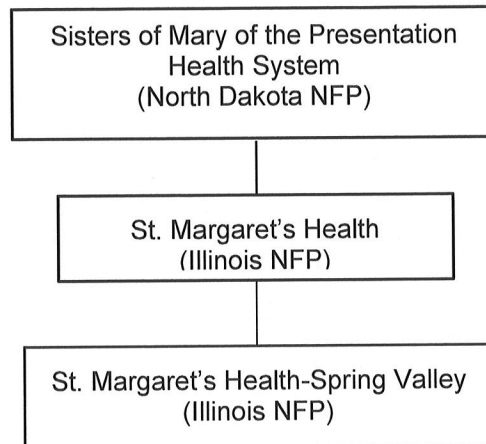 Sisters of Mary of the Presentation
Health System
(North Dakota NFP)
St. Margaret's Health
(Illinois NFP)
St. Margaret's Health-Spring Valley
(Illinois NFP)